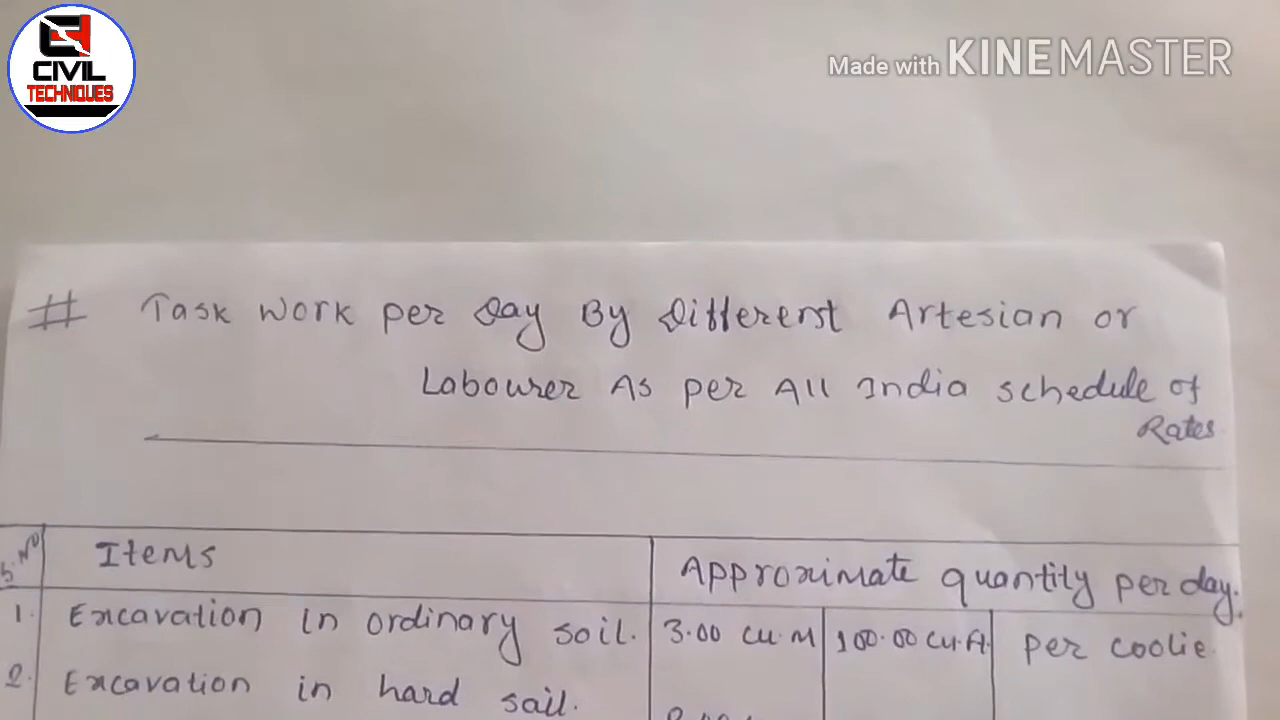 CIVIL
TECHNIQUES
Made with KINEMASTER
# Task Work per Day By Different Artesian or
Labourer As per All India schedule of
Rates
S.No Items Approximate quantity per day.
1. Excavation in ordinary soil. 3.00 cu.M 100.00 cu.ft. per coolie.
2. Excavation in hard sail.